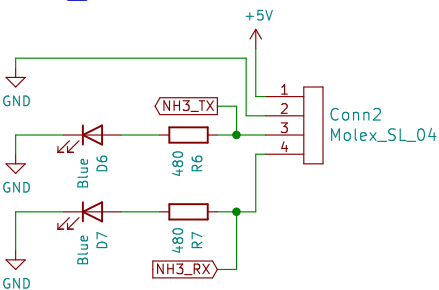 +5V
1
2
3
4
Conn2
Molex_SL_04
GND
NH3_TX
480
R6
Blue
D6
GND
480
R7
Blue
D7
NH3_RX
GND